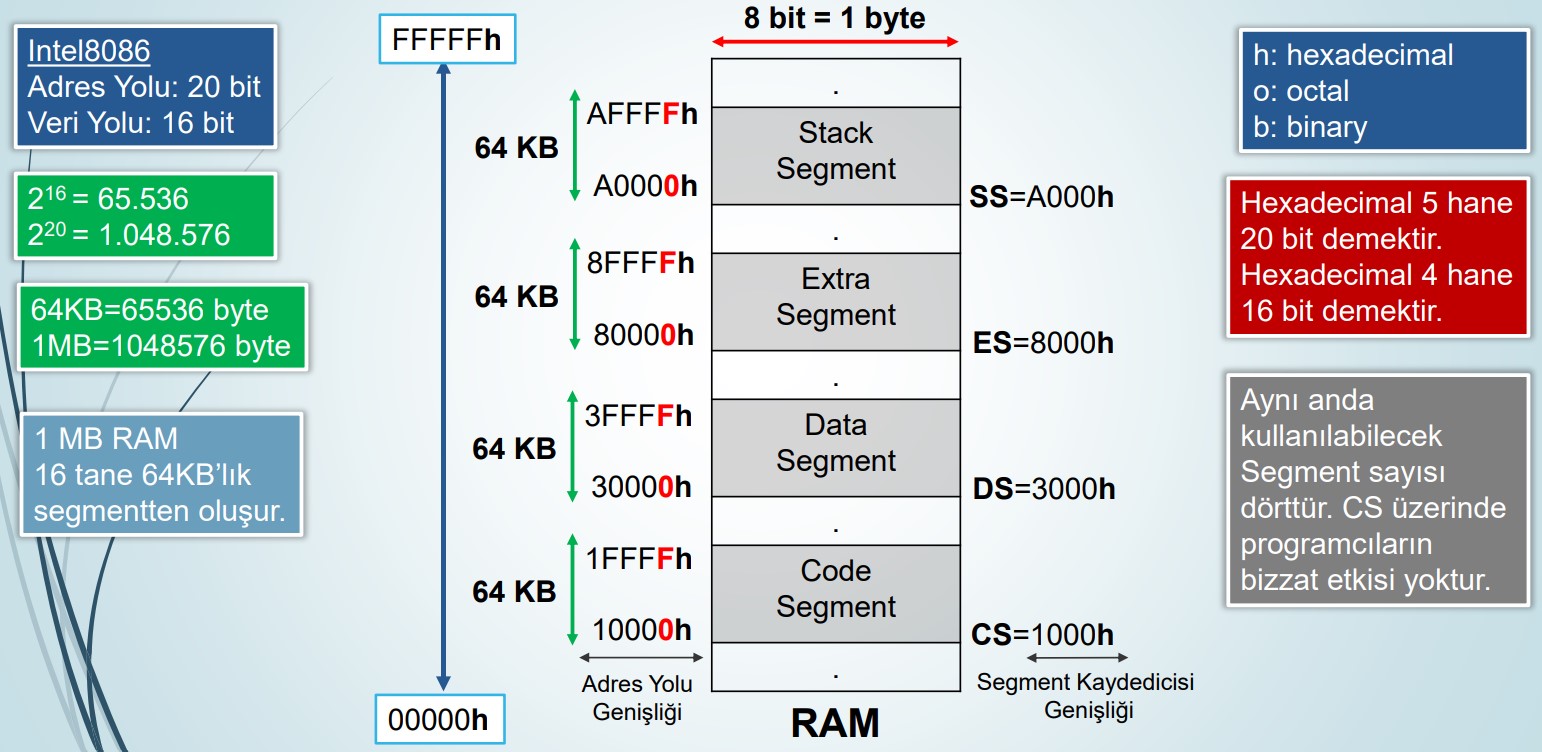 Intel8086
Adres Yolu: 20 bit
Veri Yolu: 16 bit
2¹⁶ = 65.536
2²⁰ = 1.048.576
64KB=65536 byte
1MB=1048576 byte
1 MB RAM
16 tane 64KB’lık
segmentten oluşur.
FFFFFh
00000h
8 bit = 1 byte
.
64 KB
AFFFFh
A0000h
Stack
Segment
SS=A000h
.
64 KB
8FFFFh
80000h
Extra
Segment
ES=8000h
.
64 KB
3FFFFh
30000h
Data
Segment
DS=3000h
.
64 KB
1FFFFh
10000h
Code
Segment
CS=1000h
.
Adres Yolu
Genişliği
RAM
Segment Kaydedicisi
Genişliği
h: hexadecimal
o: octal
b: binary
Hexadecimal 5 hane
20 bit demektir.
Hexadecimal 4 hane
16 bit demektir.
Aynı anda
kullanılabilecek
Segment sayısı
dörttür. CS üzerinde
programcıların
bizzat etkisi yoktur.